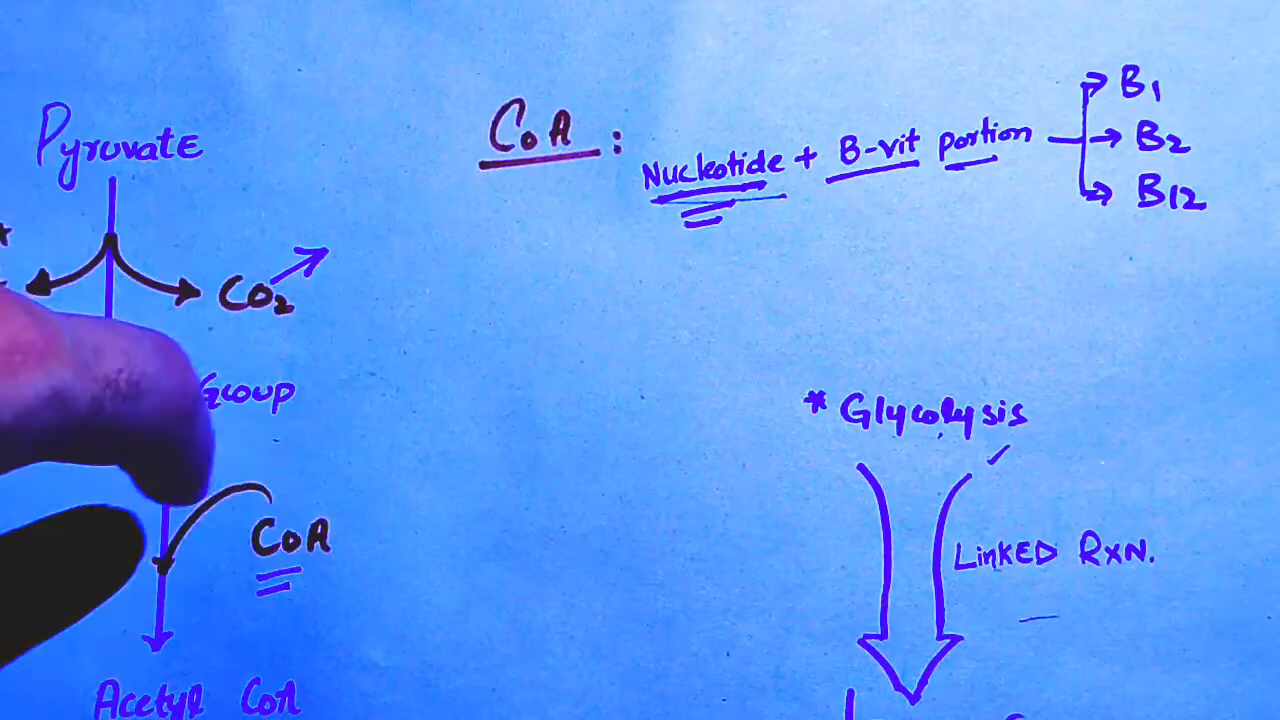 Pyruvate
CO2
Group
CoA
Acetyl CoA
CoA : Nucleotide + B-vit portion
B1
B2
B12
* Glycolysis
LINKED RXN.